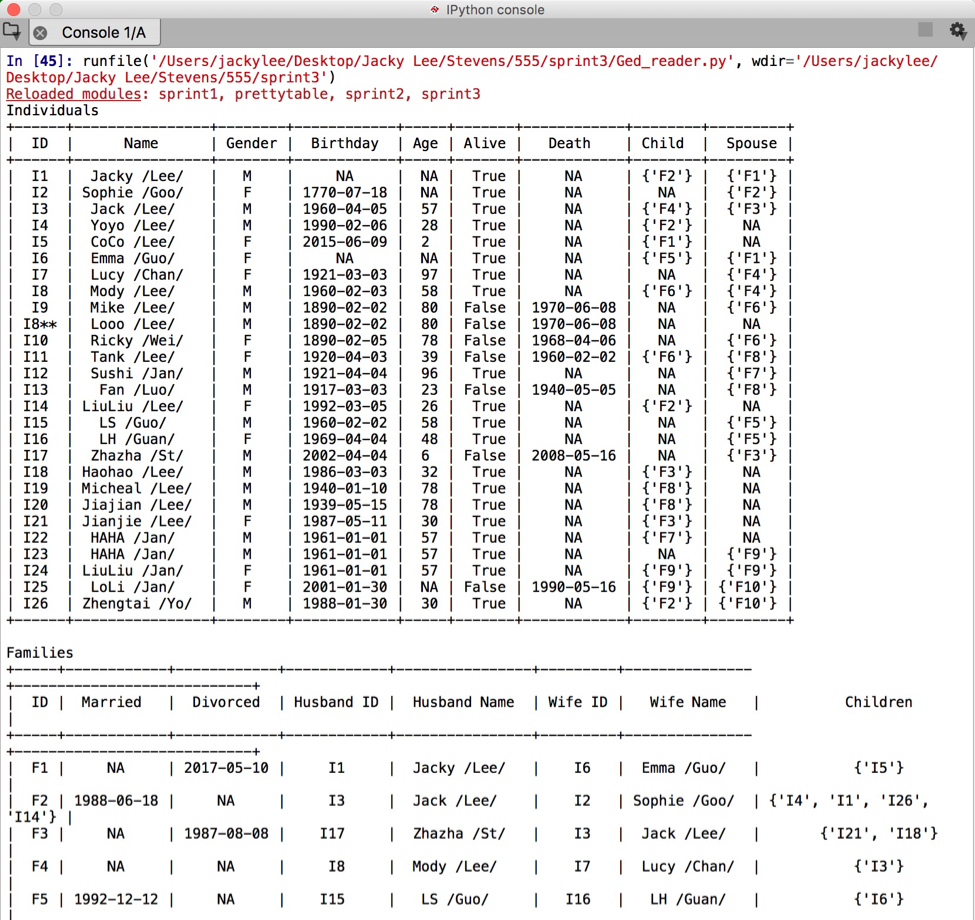 IPython console
Console 1/A
In [45]: runfile('/Users/jackylee/Desktop/Jacky Lee/Stevens/555/sprint3/Ged_reader.py', wdir='/Users/jackylee/
Desktop/Jacky Lee/Stevens/555/sprint3')
Reloaded modules: sprint1, prettytable, sprint2, sprint3
Individuals
| ID | Name | Gender | Birthday | Age | Alive | Death | Child | Spouse |
| I1 | Jacky /Lee/ | M | NA | NA | True | NA | {'F2'} | {'F1'} |
| I2 | Sophie /Goo/ | F | 1770-07-18 | NA | True | NA | NA | {'F2'} |
| I3 | Jack /Lee/ | M | 1960-04-05 | 57 | True | NA | {'F4'} | {'F3'} |
| I4 | Yoyo /Lee/ | M | 1990-02-06 | 28 | True | NA | {'F2'} | NA |
| I5 | CoCo /Lee/ | F | 2015-06-09 | 2 | True | NA | {'F1'} | NA |
| I6 | Emma /Guo/ | F | NA | NA | True | NA | {'F5'} | {'F1'} |
| I7 | Lucy /Chan/ | F | 1921-03-03 | 97 | True | NA | NA | {'F4'} |
| I8 | Mody /Lee/ | M | 1960-02-03 | 58 | True | NA | {'F6'} | {'F4'} |
| I9 | Mike /Lee/ | M | 1890-02-02 | 80 | False | 1970-06-08 | NA | {'F6'} |
| I8** | Looo /Lee/ | M | 1890-02-02 | 80 | False | 1970-06-08 | NA | NA |
| I10 | Ricky /Wei/ | F | 1890-02-05 | 78 | False | 1968-04-06 | NA | {'F6'} |
| I11 | Tank /Lee/ | F | 1920-04-03 | 39 | False | 1960-02-02 | {'F6'} | {'F8'} |
| I12 | Sushi /Jan/ | M | 1921-04-04 | 96 | True | NA | NA | {'F7'} |
| I13 | Fan /Luo/ | M | 1917-03-03 | 23 | False | 1940-05-05 | NA | {'F8'} |
| I14 | LiuLiu /Lee/ | F | 1992-03-05 | 26 | True | NA | {'F2'} | NA |
| I15 | LS /Guo/ | M | 1960-02-02 | 58 | True | NA | NA | {'F5'} |
| I16 | LH /Guan/ | F | 1969-04-04 | 48 | True | NA | NA | {'F5'} |
| I17 | Zhazha /St/ | M | 2002-04-04 | 6 | False | 2008-05-16 | NA | {'F3'} |
| I18 | Haohao /Lee/ | M | 1986-03-03 | 32 | True | NA | {'F3'} | NA |
| I19 | Micheal /Lee/ | M | 1940-01-10 | 78 | True | NA | {'F8'} | NA |
| I20 | Jiajian /Lee/ | M | 1939-05-15 | 78 | True | NA | {'F8'} | NA |
| I21 | Jianjie /Lee/ | F | 1987-05-11 | 30 | True | NA | {'F3'} | NA |
| I22 | HAHA /Jan/ | M | 1961-01-01 | 57 | True | NA | {'F7'} | NA |
| I23 | HAHA /Jan/ | M | 1961-01-01 | 57 | True | NA | NA | {'F9'} |
| I24 | LiuLiu /Jan/ | F | 1961-01-01 | 57 | True | NA | {'F9'} | {'F9'} |
| I25 | LoLi /Jan/ | F | 2001-01-30 | NA | False | 1990-05-16 | {'F9'} | {'F10'} |
| I26 | Zhengtai /Yo/ | M | 1988-01-30 | 30 | True | NA | {'F2'} | {'F10'} |
Families
| ID | Married | Divorced | Husband ID | Husband Name | Wife ID | Wife Name | Children
|
| F1 | NA | 2017-05-10 | I1 | Jacky /Lee/ | I6 | Emma /Guo/ | {'I5'}
|
| F2 | 1988-06-18 | NA | I3 | Jack /Lee/ | I2 | Sophie /Goo/ | {'I4', 'I1', 'I26',
'I14'} |
| F3 | NA | 1987-08-08 | I17 | Zhazha /St/ | I3 | Jack /Lee/ | {'I21', 'I18'}
|
| F4 | NA | NA | I8 | Mody /Lee/ | I7 | Lucy /Chan/ | {'I3'}
|
| F5 | 1992-12-12 | NA | I15 | LS /Guo/ | I16 | LH /Guan/ | {'I6'}
|